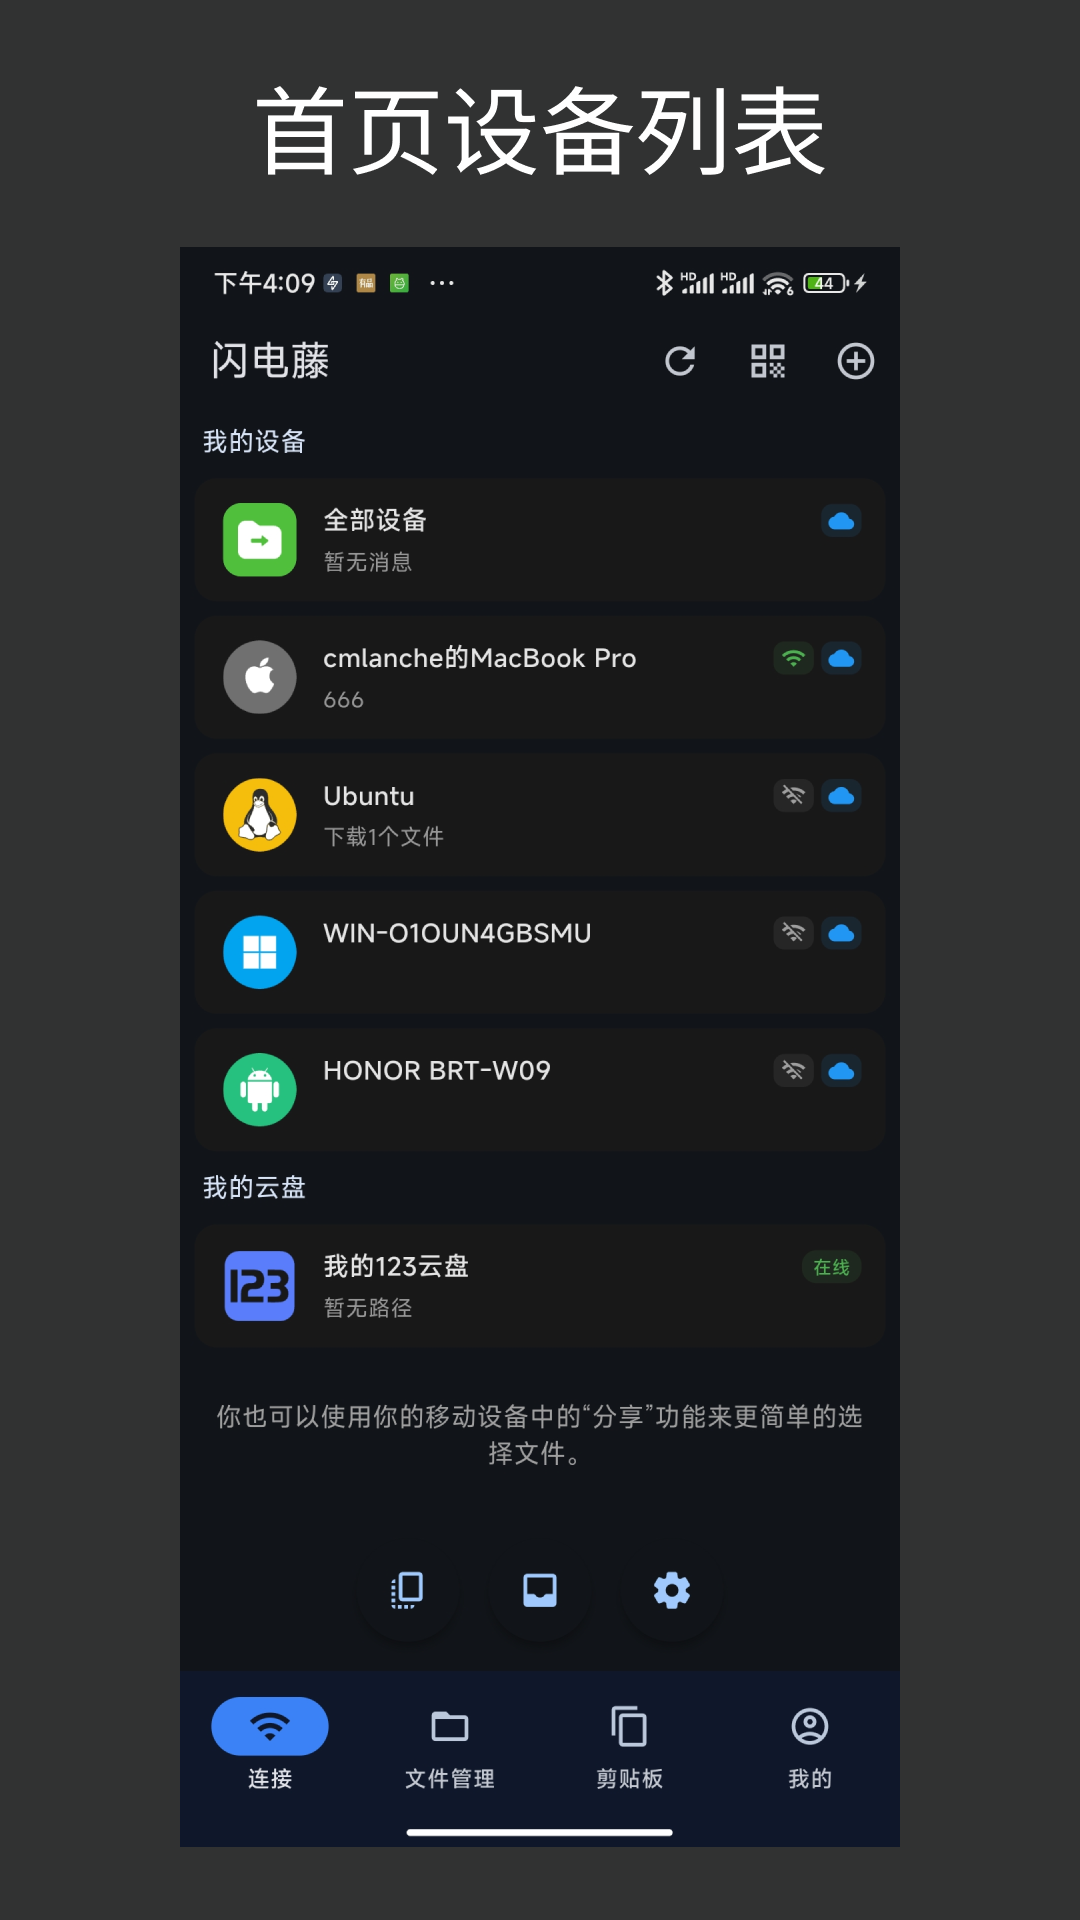 首页设备列表
下午4:09
HD HD 6 44
闪电藤
我的设备
全部设备
暂无消息
cmlanche的MacBook Pro
666
Ubuntu
下载1个文件
WIN-O1OUN4GBSMU
HONOR BRT-W09
我的云盘
123
我的123云盘
在线
暂无路径
你也可以使用你的移动设备中的“分享”功能来更简单的选
择文件。
连接
文件管理
剪贴板
我的